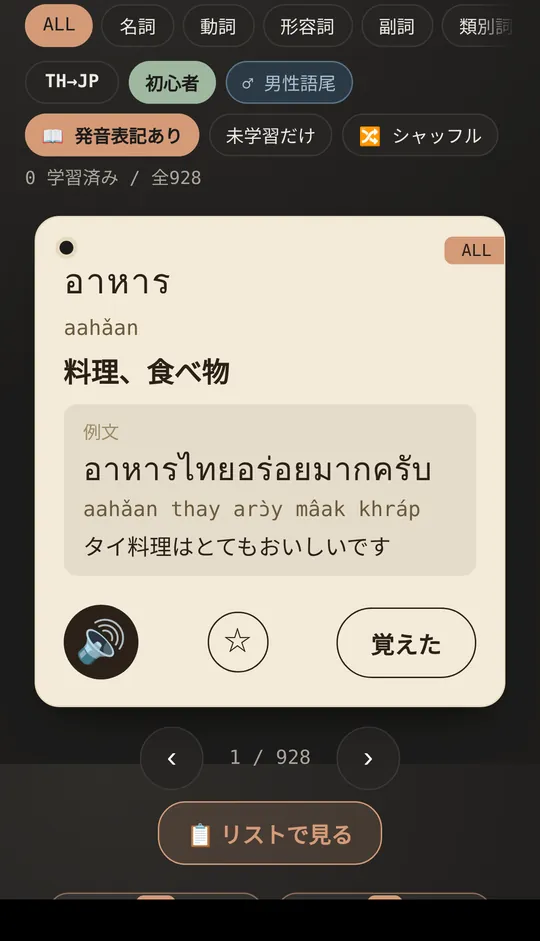 ALL 名詞 動詞 形容詞 副詞 類別詞
TH→JP 初心者 ♂ 男性語尾
📖 発音表記あり 未学習だけ 🔀 シャッフル
0 学習済み / 全928
ALL
อาหาร
aahǎan
料理、食べ物
例文
อาหารไทยอร่อยมากครับ
aahǎan thay arɔ̀y mâak khráp
タイ料理はとてもおいしいです
🔊 ☆ 覚えた
‹ 1 / 928 ›
📋 リストで見る